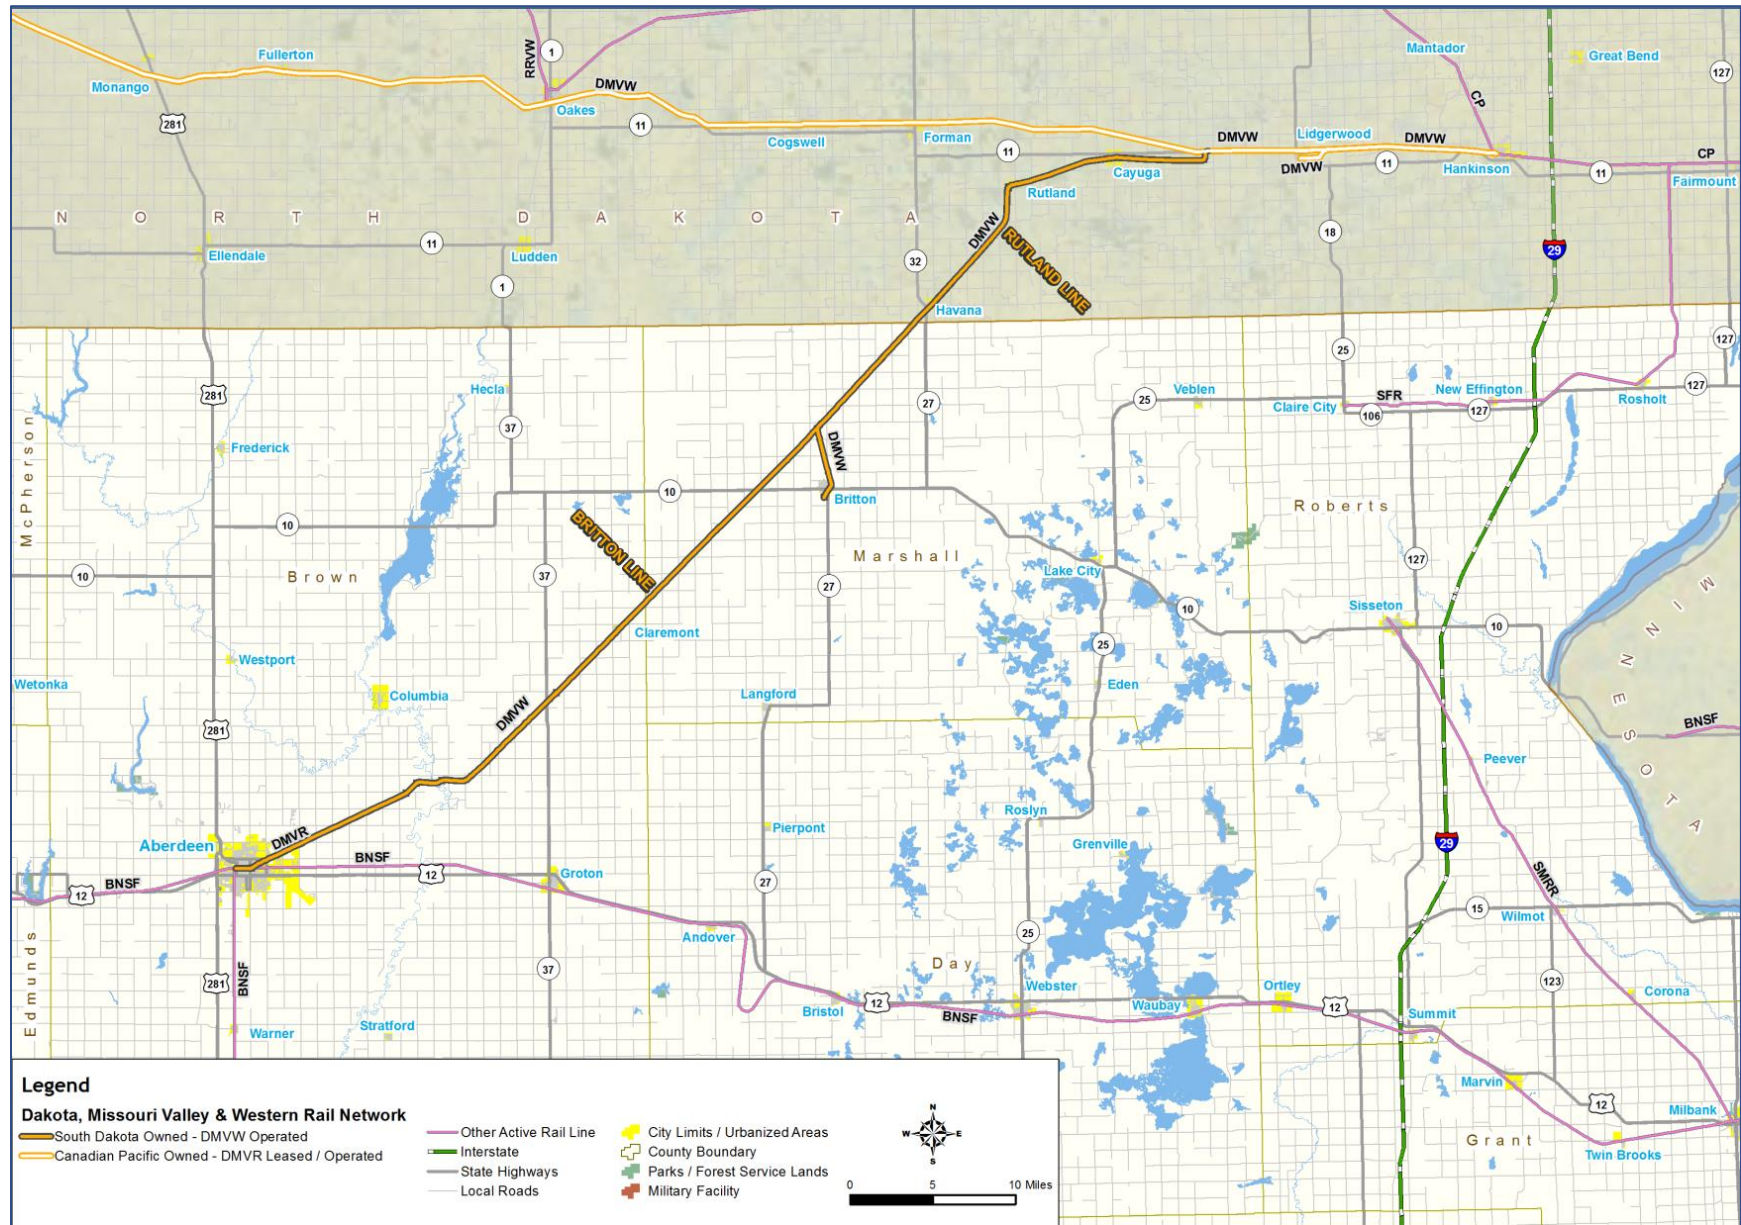 Fullerton
Monango
281
RRVW
1
Oakes
DMVW
11
Cogswell
Forman
11
Cayuga
Rutland
DMVW
Lidgerwood
DMVW
DMVW
11
Hankinson
Mantador
CP
Great Bend
127
CP
11
Fairmount
NORTH DAKOTA
Ellendale
11
Ludden
1
32
DMVW
RUTLAND LINE
Havana
18
29
McPherson
281
Hecla
37
Frederick
10
10
Brown
37
BRITTON LINE
10
DMVW
Britton
27
27
Marshall
25
Veblen
25
Claire City
SFR
106
New Effington
127
Rosholt
127
127
Roberts
127
Lake City
10
Sisseton
10
MINNESOTA
BNSF
Claremont
Westport
Wetonka
Columbia
281
DMVW
Langford
25
Eden
Peever
Aberdeen
DMVR
BNSF
12
BNSF
12
Groton
Pierpont
27
Roslyn
Grenville
29
SMRR
15
Wilmot
Andover
25
Day
Edmunds
281
BNSF
37
Warner
Stratford
Bristol
12
Webster
BNSF
Waubay
Ortley
12
Summit
123
Corona
Marvin
12
Milbank
Grant
Twin Brooks
Legend
Dakota, Missouri Valley & Western Rail Network
South Dakota Owned - DMVW Operated
Canadian Pacific Owned - DMVR Leased / Operated
Other Active Rail Line
Interstate
State Highways
Local Roads
City Limits / Urbanized Areas
County Boundary
Parks / Forest Service Lands
Military Facility
N
W E
S
0 5 10 Miles